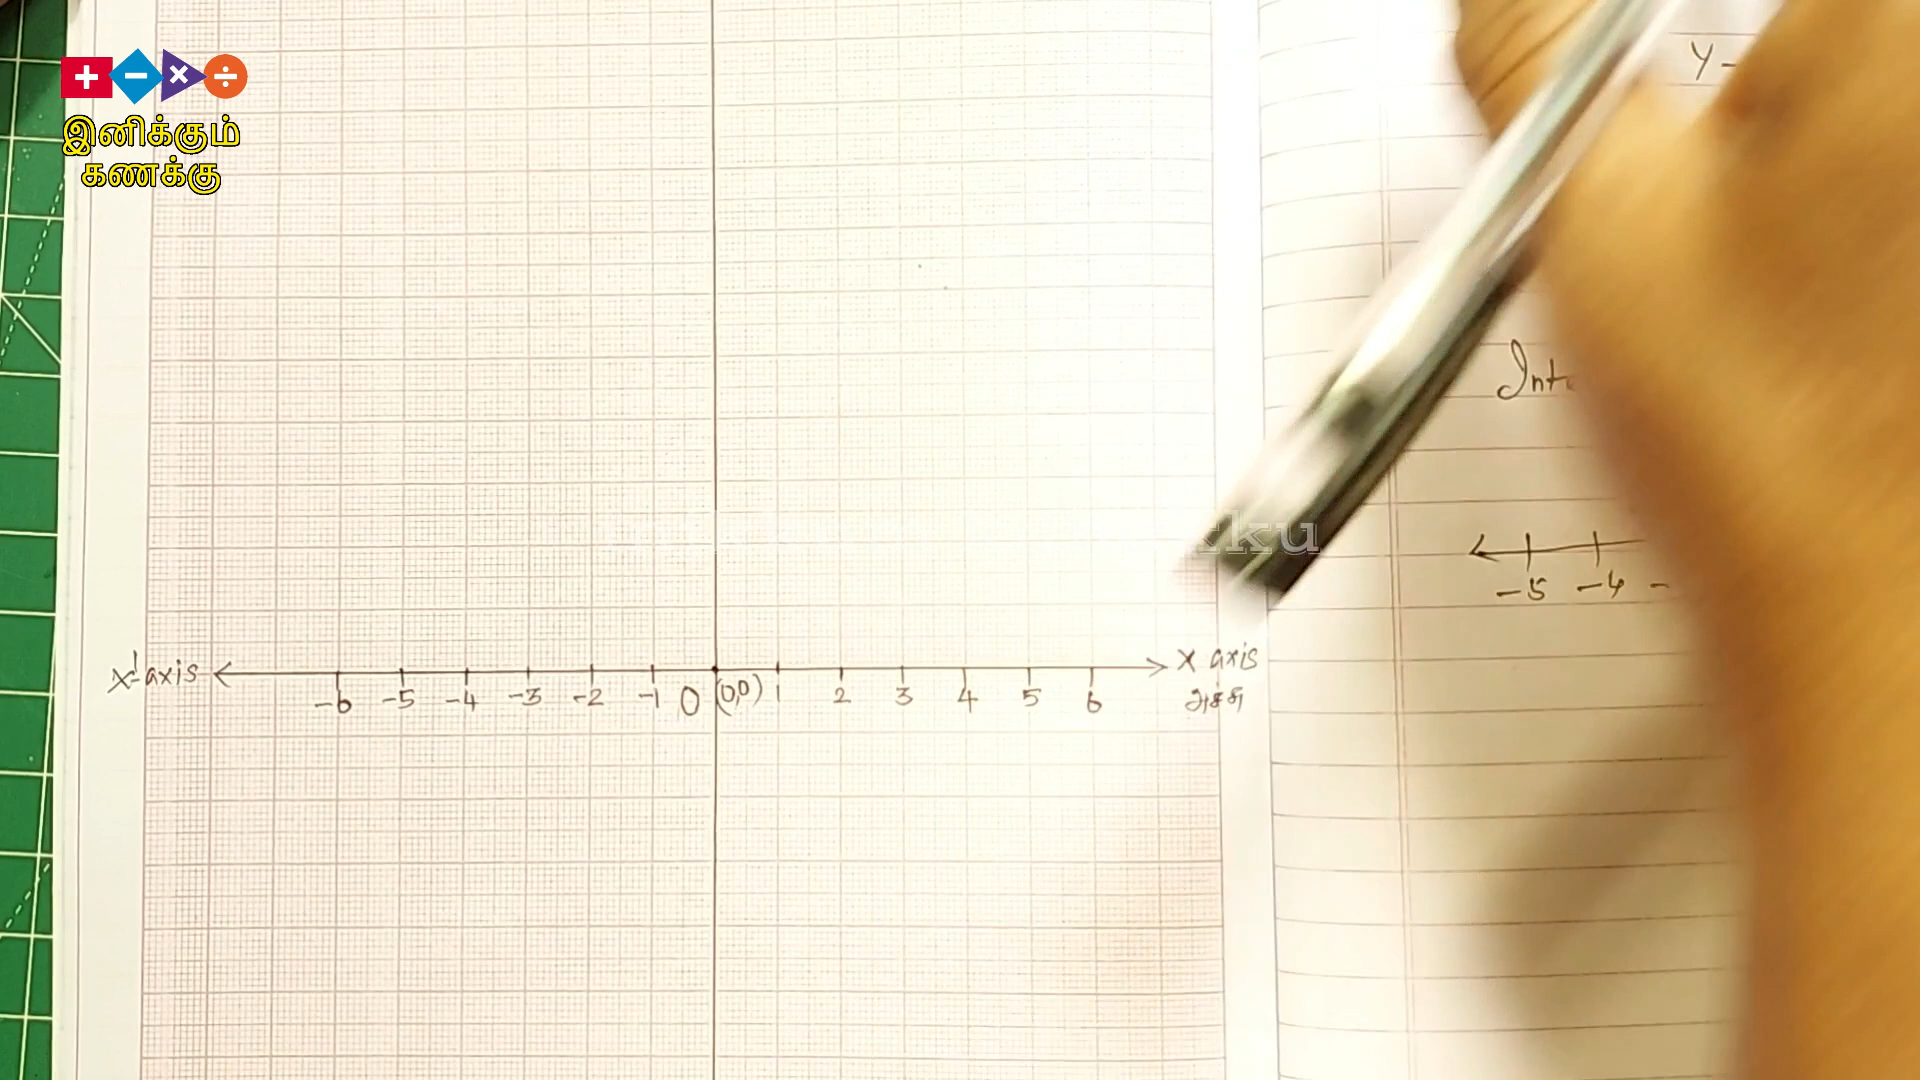 + - × ÷
இனிக்கும்
கணக்கு
Y -
-5 -4 -
X' axis
X axis
அச்சு
-6 -5 -4 -3 -2 -1 0 (0,0) 1 2 3 4 5 6